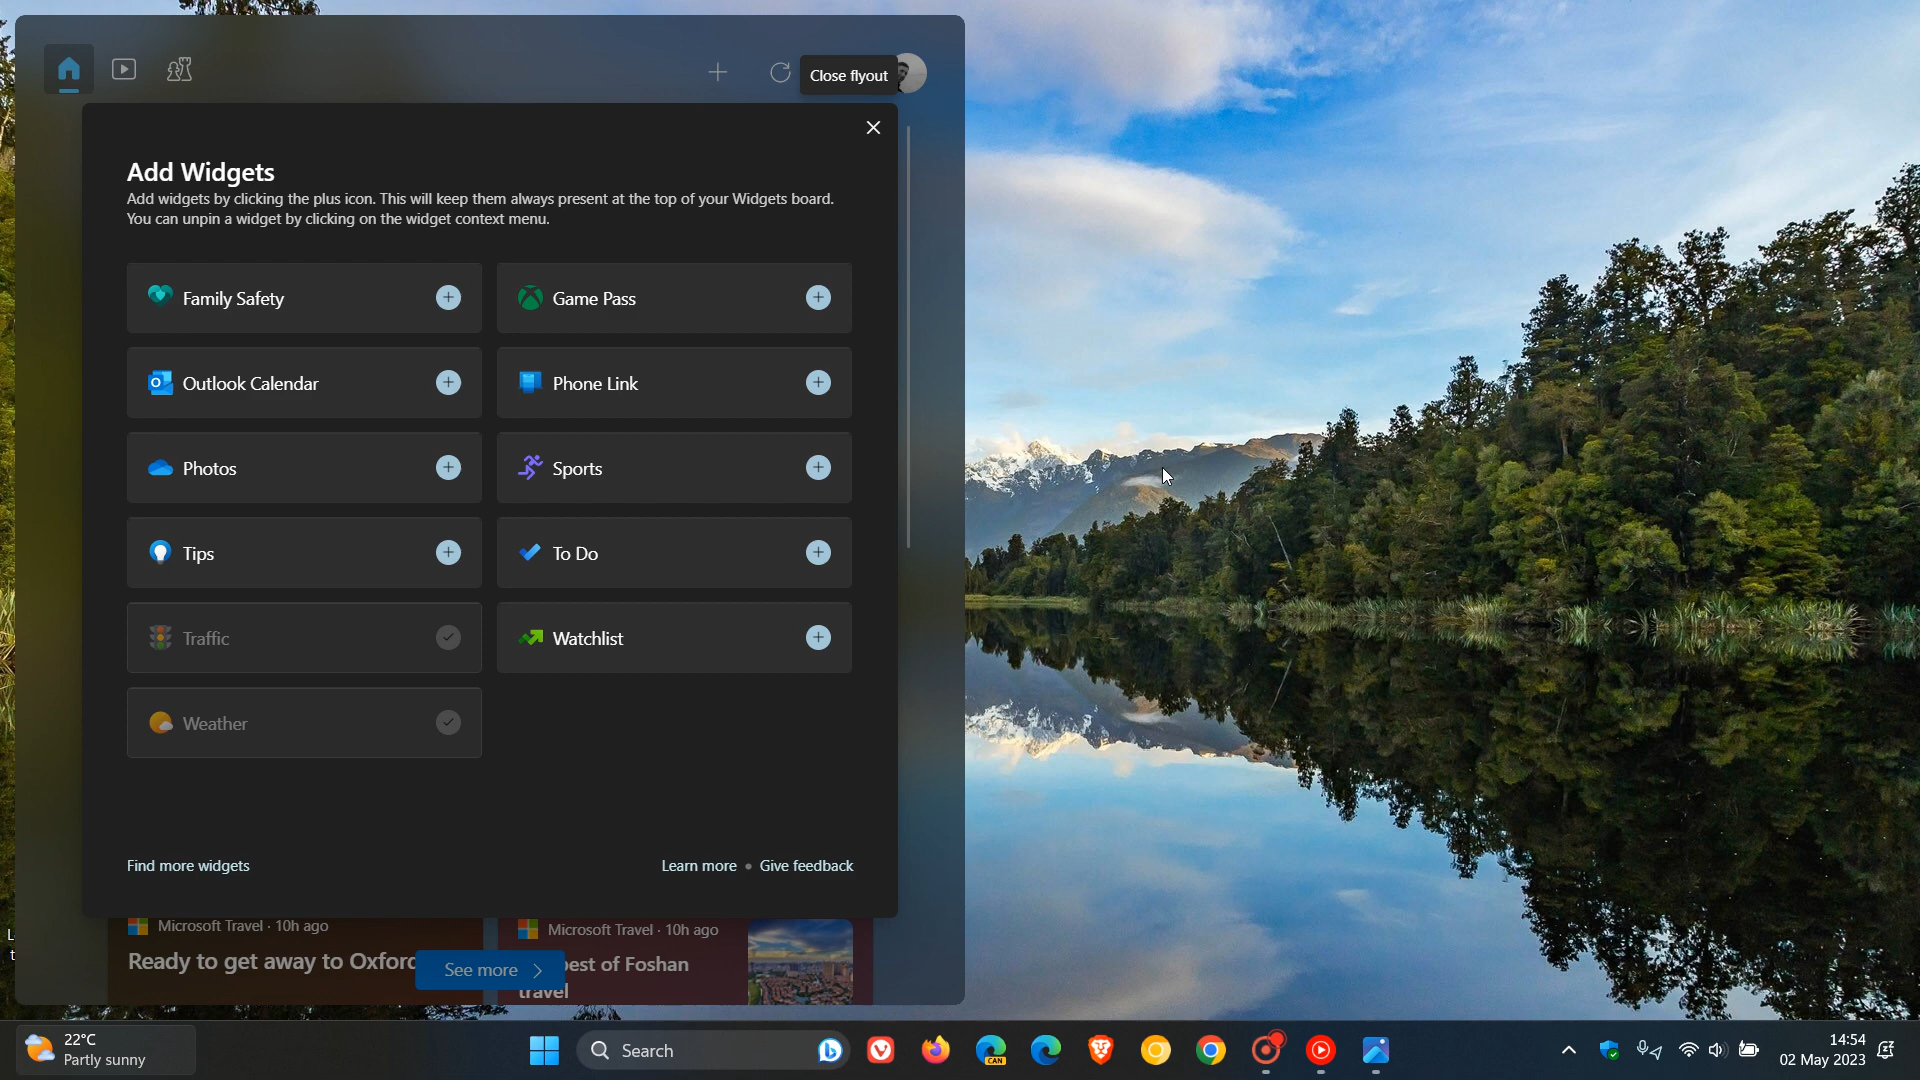 Close flyout
Add Widgets
Add widgets by clicking the plus icon. This will keep them always present at the top of your Widgets board.
You can unpin a widget by clicking on the widget context menu.
Family Safety
Game Pass
Outlook Calendar
Phone Link
Photos
Sports
Tips
To Do
Traffic
Watchlist
Weather
Find more widgets
Learn more • Give feedback
Microsoft Travel · 10h ago
Ready to get away to Oxford
Microsoft Travel · 10h ago
best of Foshan
travel
See more
22°C
Partly sunny
Search
CAN
14:54
02 May 2023